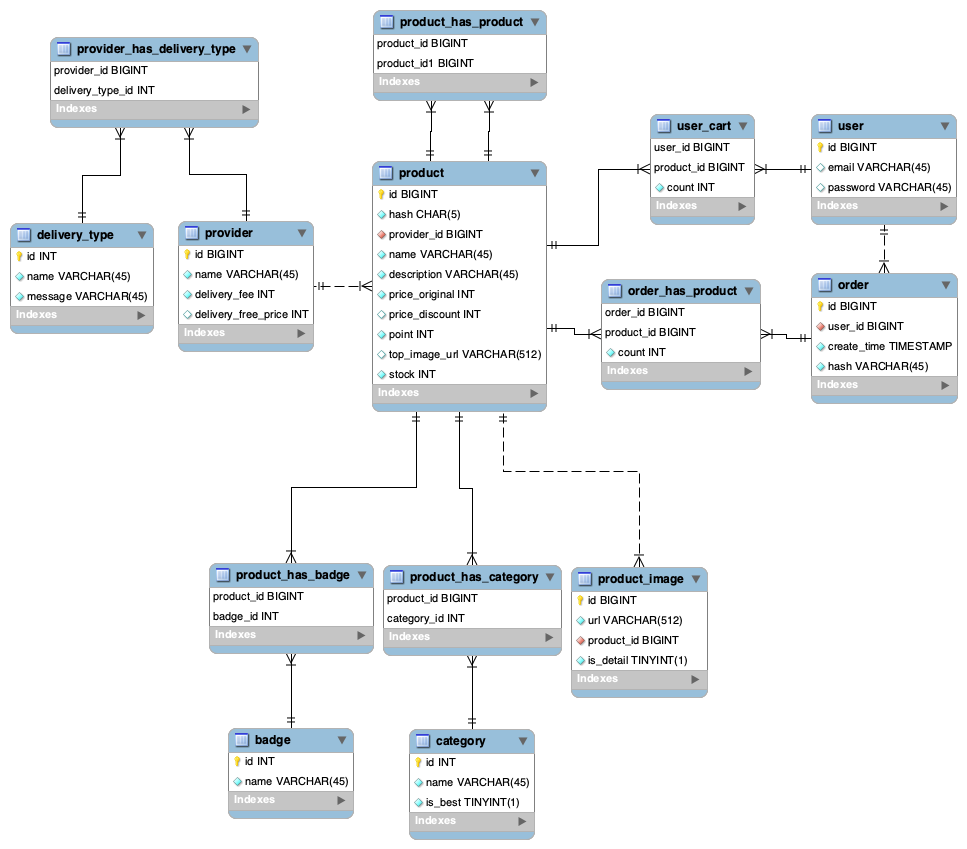 provider_has_delivery_type
provider_id BIGINT
delivery_type_id INT
Indexes
product_has_product
product_id BIGINT
product_id1 BIGINT
Indexes
user_cart
user_id BIGINT
product_id BIGINT
count INT
Indexes
user
id BIGINT
email VARCHAR(45)
password VARCHAR(45)
Indexes
delivery_type
id INT
name VARCHAR(45)
message VARCHAR(45)
Indexes
provider
id BIGINT
name VARCHAR(45)
delivery_fee INT
delivery_free_price INT
Indexes
product
id BIGINT
hash CHAR(5)
provider_id BIGINT
name VARCHAR(45)
description VARCHAR(45)
price_original INT
price_discount INT
point INT
top_image_url VARCHAR(512)
stock INT
Indexes
order_has_product
order_id BIGINT
product_id BIGINT
count INT
Indexes
order
id BIGINT
user_id BIGINT
create_time TIMESTAMP
hash VARCHAR(45)
Indexes
product_has_badge
product_id BIGINT
badge_id INT
Indexes
product_has_category
product_id BIGINT
category_id INT
Indexes
product_image
id BIGINT
url VARCHAR(512)
product_id BIGINT
is_detail TINYINT(1)
Indexes
badge
id INT
name VARCHAR(45)
Indexes
category
id INT
name VARCHAR(45)
is_best TINYINT(1)
Indexes